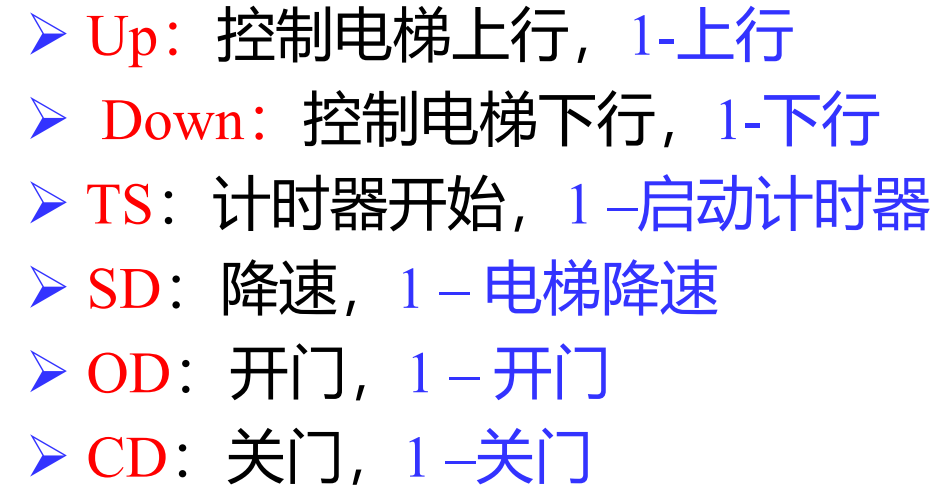 ➢ Up：控制电梯上行，1-上行
➢ Down：控制电梯下行，1-下行
➢ TS：计时器开始，1 –启动计时器
➢ SD：降速，1 – 电梯降速
➢ OD：开门，1 – 开门
➢ CD：关门，1 –关门